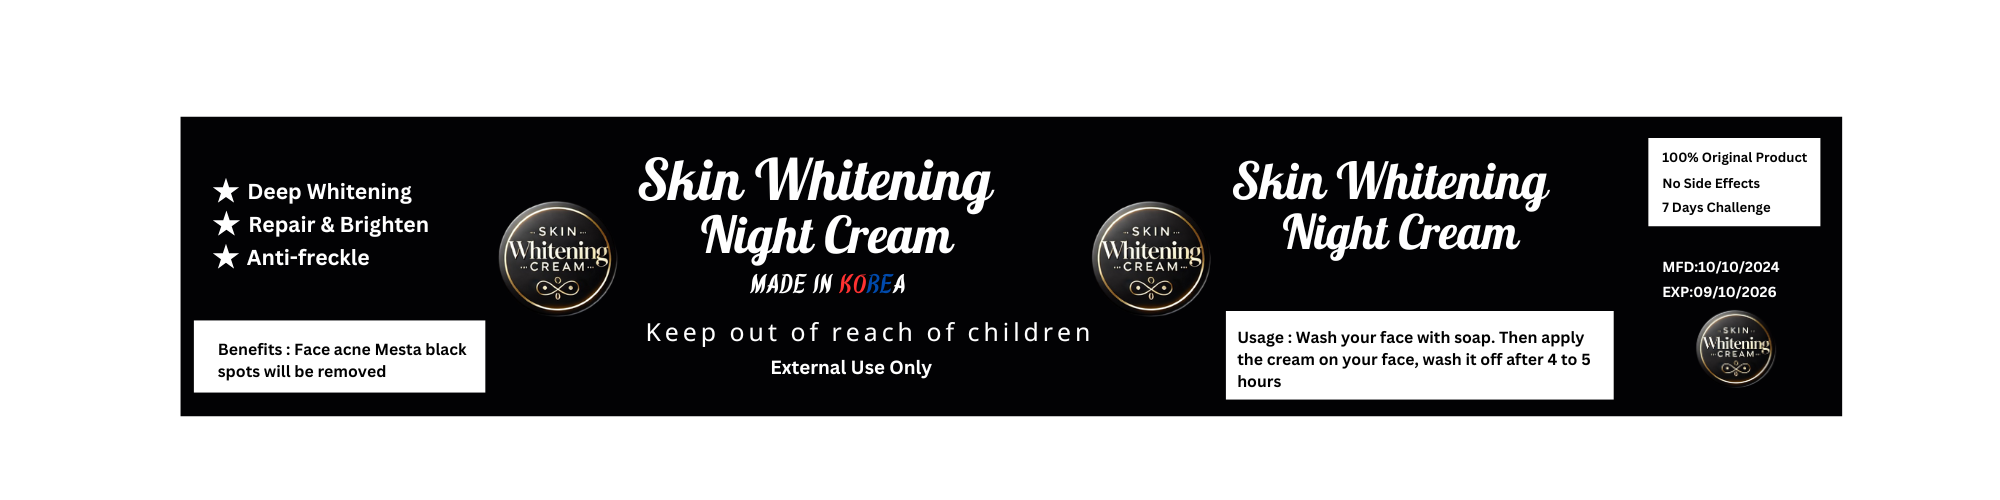 Deep Whitening
Repair & Brighten
Anti-freckle
Benefits : Face acne Mesta black
spots will be removed
SKIN
Whitening
CREAM
Skin Whitening
Night Cream
MADE IN KOREA
Keep out of reach of children
External Use Only
SKIN
Whitening
CREAM
Skin Whitening
Night Cream
Usage : Wash your face with soap. Then apply
the cream on your face, wash it off after 4 to 5
hours
100% Original Product
No Side Effects
7 Days Challenge
MFD:10/10/2024
EXP:09/10/2026
SKIN
Whitening
CREAM